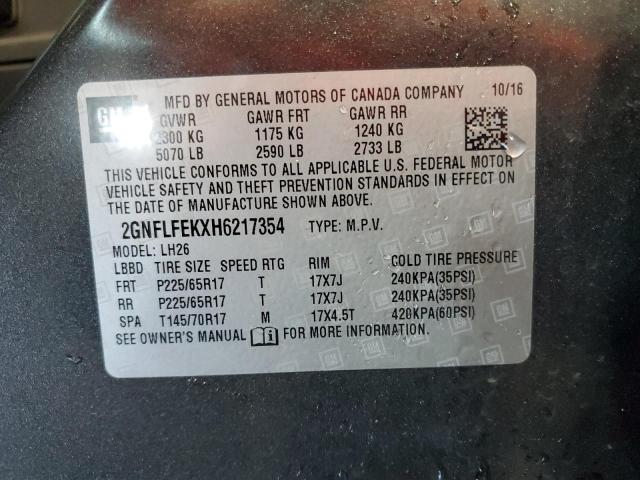 MFD BY GENERAL MOTORS OF CANADA COMPANY 10/16
GM
GVWR GAWR FRT GAWR RR
2300 KG 1175 KG 1240 KG
5070 LB 2590 LB 2733 LB
THIS VEHICLE CONFORMS TO ALL APPLICABLE U.S. FEDERAL MOTOR
VEHICLE SAFETY AND THEFT PREVENTION STANDARDS IN EFFECT ON
THE DATE OF MANUFACTURE SHOWN ABOVE.
2GNFLFEKXH6217354 TYPE: M.P.V.
MODEL: LH26
LBBD TIRE SIZE SPEED RTG RIM COLD TIRE PRESSURE
FRT P225/65R17 T 17X7J 240KPA(35PSI)
RR P225/65R17 T 17X7J 240KPA(35PSI)
SPA T145/70R17 M 17X4.5T 420KPA(60PSI)
SEE OWNER'S MANUAL FOR MORE INFORMATION.